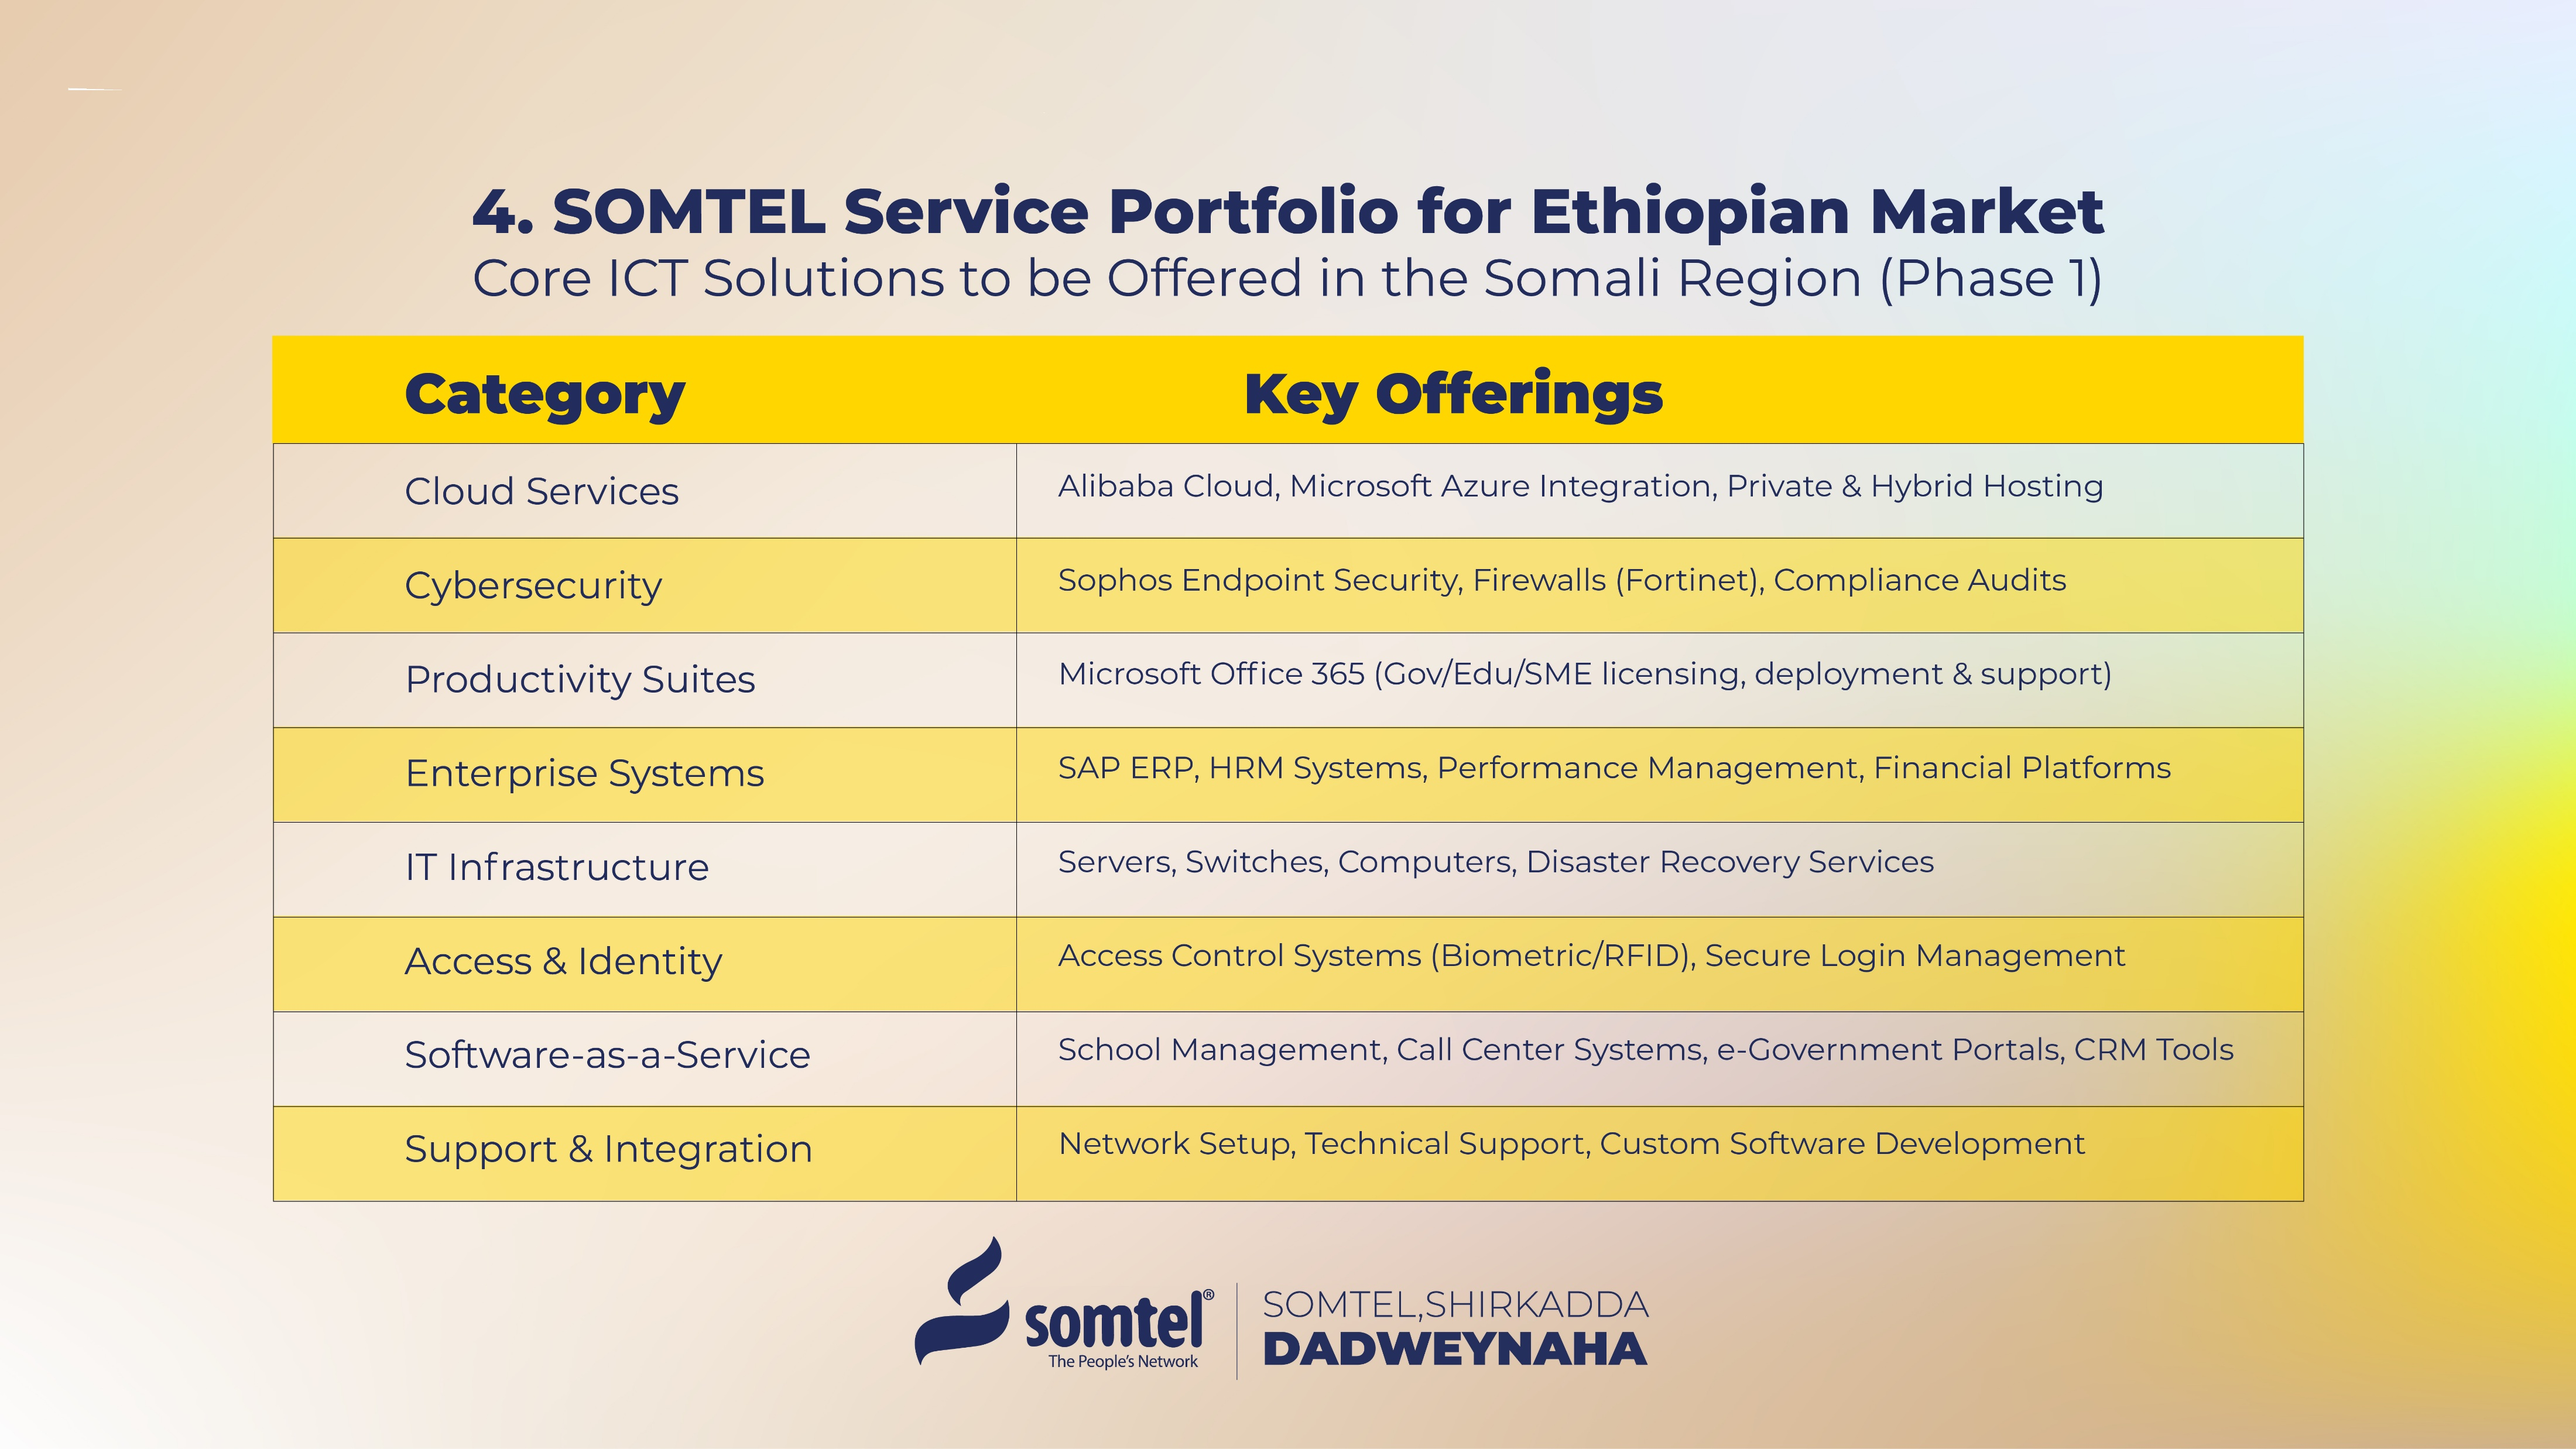 4. SOMTEL Service Portfolio for Ethiopian Market
Core ICT Solutions to be Offered in the Somali Region (Phase 1)
Category Key Offerings
Cloud Services Alibaba Cloud, Microsoft Azure Integration, Private & Hybrid Hosting
Cybersecurity Sophos Endpoint Security, Firewalls (Fortinet), Compliance Audits
Productivity Suites Microsoft Office 365 (Gov/Edu/SME licensing, deployment & support)
Enterprise Systems SAP ERP, HRM Systems, Performance Management, Financial Platforms
IT Infrastructure Servers, Switches, Computers, Disaster Recovery Services
Access & Identity Access Control Systems (Biometric/RFID), Secure Login Management
Software-as-a-Service School Management, Call Center Systems, e-Government Portals, CRM Tools
Support & Integration Network Setup, Technical Support, Custom Software Development
somtel®
The People's Network
SOMTEL,SHIRKADDA
DADWEYNAHA